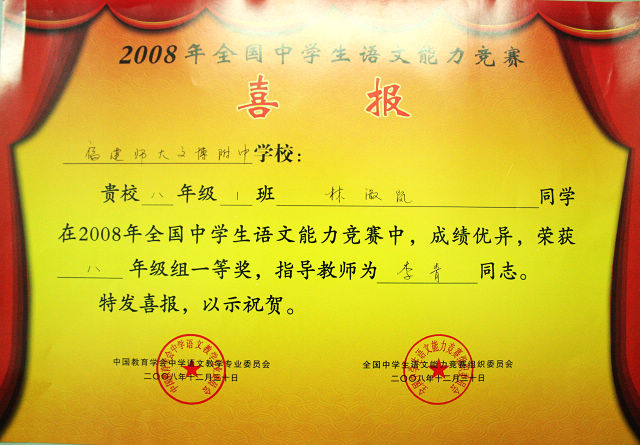 2008年全国中学生语文能力竞赛
喜报
福建师大文博附中学校：
贵校八年级1班林淑凯同学
在2008年全国中学生语文能力竞赛中，成绩优异，荣获
八年级组一等奖，指导教师为李青同志。
特发喜报，以示祝贺。
中国教育学会中学语文教学专业委员会
二〇〇八年十二月三十日
全国中学生语文能力竞赛组织委员会
二〇〇八年十二月三十日